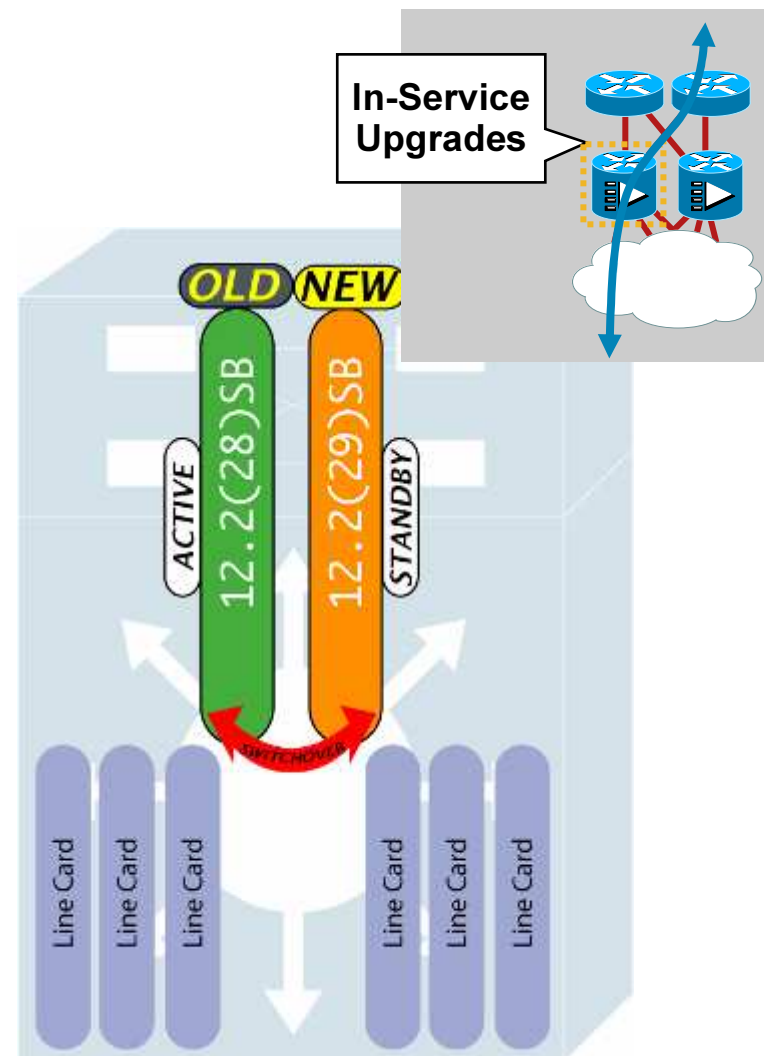 In-Service
Upgrades
OLD
NEW
ACTIVE
12.2(28)SB
12.2(29)SB
STANDBY
SWITCHOVER
Line Card
Line Card
Line Card
Line Card
Line Card
Line Card